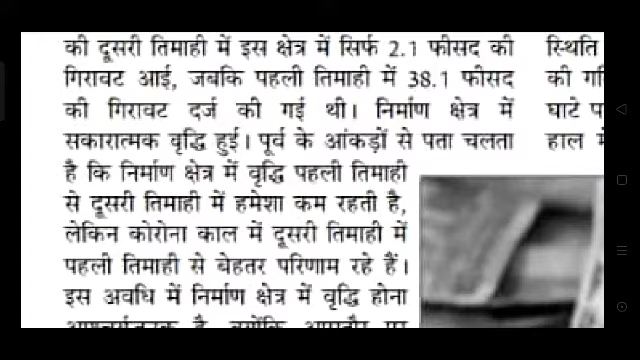 की दूसरी तिमाही में इस क्षेत्र में सिर्फ 2.1 फीसद की
गिरावट आई, जबकि पहली तिमाही में 38.1 फीसद
की गिरावट दर्ज की गई थी। निर्माण क्षेत्र में
सकारात्मक वृद्धि हुई। पूर्व के आंकड़ों से पता चलता
है कि निर्माण क्षेत्र में वृद्धि पहली तिमाही
से दूसरी तिमाही में हमेशा कम रहती है,
लेकिन कोरोना काल में दूसरी तिमाही में
पहली तिमाही से बेहतर परिणाम रहे हैं।
इस अवधि में निर्माण क्षेत्र में वृद्धि होना
स्थिति
की
घाटे
हाल